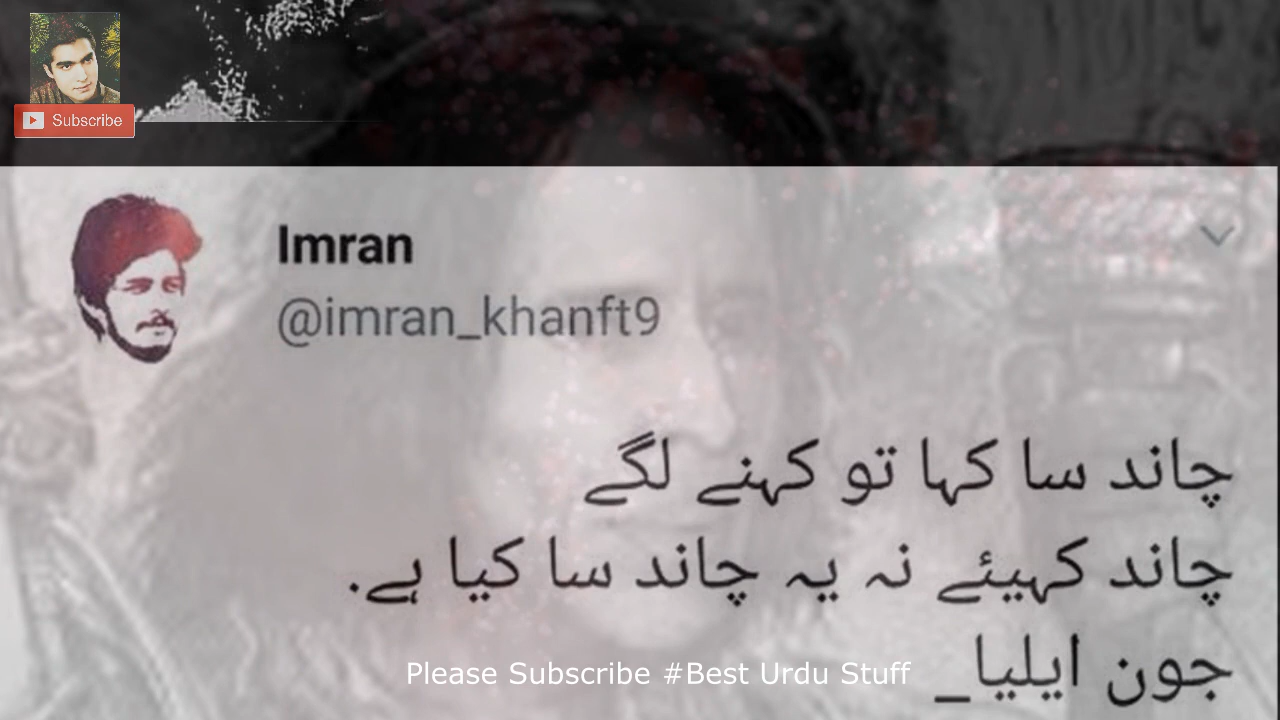 Subscribe
Imran
@imran_khanft9
چاند سا کہا تو کہنے لگے
چاند کہیئے نہ یہ چاند سا کیا ہے.
جون ایلیا_
Please Subscribe #Best Urdu Stuff